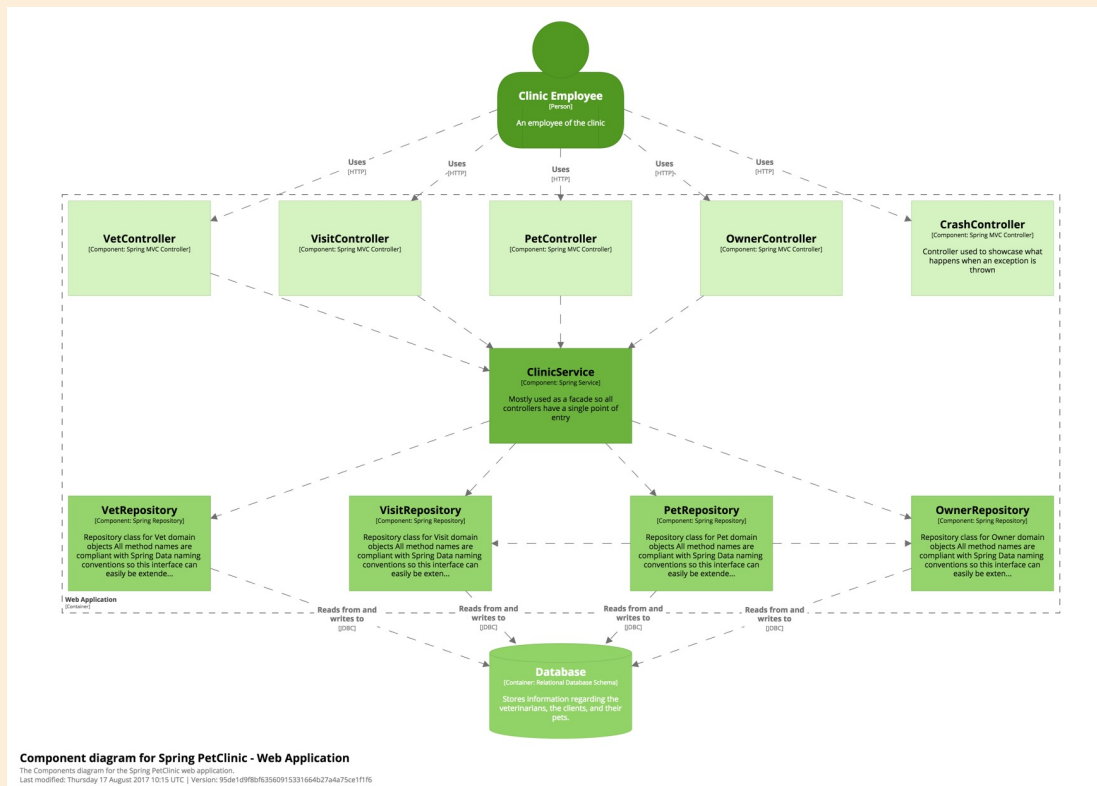 Clinic Employee
[Person]
An employee of the clinic
Uses
[HTTP]
Uses
[HTTP]
Uses
[HTTP]
Uses
[HTTP]
Uses
[HTTP]
VetController
[Component: Spring MVC Controller]
VisitController
[Component: Spring MVC Controller]
PetController
[Component: Spring MVC Controller]
OwnerController
[Component: Spring MVC Controller]
CrashController
[Component: Spring MVC Controller]
Controller used to showcase what
happens when an exception is
thrown
ClinicService
[Component: Spring Service]
Mostly used as a facade so all
controllers have a single point of
entry
VetRepository
[Component: Spring Repository]
Repository class for Vet domain
objects All method names are
compliant with Spring Data naming
conventions so this interface can
easily be extende...
VisitRepository
[Component: Spring Repository]
Repository class for Visit domain
objects All method names are
compliant with Spring Data naming
conventions so this interface can
easily be exten...
PetRepository
[Component: Spring Repository]
Repository class for Pet domain
objects All method names are
compliant with Spring Data naming
conventions so this interface can
easily be extende...
OwnerRepository
[Component: Spring Repository]
Repository class for Owner domain
objects All method names are
compliant with Spring Data naming
conventions so this interface can
easily be exten...
Web Application
[Container]
Reads from and
writes to
[JDBC]
Reads from and
writes to
[JDBC]
Reads from and
writes to
[JDBC]
Reads from and
writes to
[JDBC]
Database
[Container: Relational Database Schema]
Stores information regarding the
veterinarians, the clients, and their
pets.
Component diagram for Spring PetClinic - Web Application
The Components diagram for the Spring PetClinic web application.
Last modified: Thursday 17 August 2017 10:15 UTC | Version: 95de1d9f8bf63560915331664b27a4a75ce1f1f6